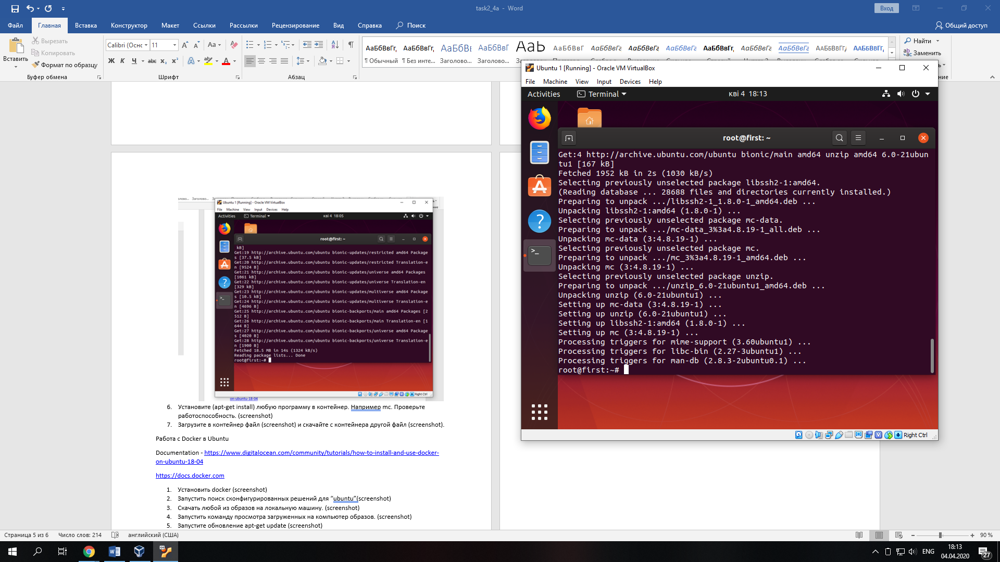 task2_4a - Word
Вход
Файл Главная Вставка Конструктор Макет Ссылки Рассылки Рецензирование Вид Справка Поиск Общий доступ
Вставить
Вырезать
Копировать
Формат по образцу
Буфер обмена
Calibri (Оснс 11
Шрифт
Абзац
АаБбВвГг, АаБбВвГг, АаБбВı АаБбВвГ АаЬ АаБбВвГ АаБбВвГг АаБбВвГг АаБбВвГг АаБбВвГг, АаБбВвГг АаБбВвГг ААББВВГГ, ААББВВГГ,
¶ Обычный ¶ Без инте... Заголово... Заголово...
Найти
Заменить
Ubuntu 1 [Running] - Oracle VM VirtualBox
File Machine View Input Devices Help
Activities Terminal кві 4 18:13
root@first: ~
Get:4 http://archive.ubuntu.com/ubuntu bionic/main amd64 unzip amd64 6.0-21ubun
tu1 [167 kB]
Fetched 1952 kB in 2s (1030 kB/s)
Selecting previously unselected package libssh2-1:amd64.
(Reading database ... 28688 files and directories currently installed.)
Preparing to unpack .../libssh2-1_1.8.0-1_amd64.deb ...
Unpacking libssh2-1:amd64 (1.8.0-1) ...
Selecting previously unselected package mc-data.
Preparing to unpack .../mc-data_3%3a4.8.19-1_all.deb ...
Unpacking mc-data (3:4.8.19-1) ...
Selecting previously unselected package mc.
Preparing to unpack .../mc_3%3a4.8.19-1_amd64.deb ...
Unpacking mc (3:4.8.19-1) ...
Selecting previously unselected package unzip.
Preparing to unpack .../unzip_6.0-21ubuntu1_amd64.deb ...
Unpacking unzip (6.0-21ubuntu1) ...
Setting up mc-data (3:4.8.19-1) ...
Setting up unzip (6.0-21ubuntu1) ...
Setting up libssh2-1:amd64 (1.8.0-1) ...
Setting up mc (3:4.8.19-1) ...
Processing triggers for mime-support (3.60ubuntu1) ...
Processing triggers for libc-bin (2.27-3ubuntu1) ...
Processing triggers for man-db (2.8.3-2ubuntu0.1) ...
root@first:~#
Right Ctrl
Ubuntu 1 [Running] - Oracle VM VirtualBox
File Machine View Input Devices Help
Activities Terminal кві 4 18:05
root@first: ~
kB]
Get:19 http://archive.ubuntu.com/ubuntu bionic-updates/restricted amd64 Package
s [37.5 kB]
Get:20 http://archive.ubuntu.com/ubuntu bionic-updates/restricted Translation-e
n [9524 B]
Get:21 http://archive.ubuntu.com/ubuntu bionic-updates/universe amd64 Packages
[1061 kB]
Get:22 http://archive.ubuntu.com/ubuntu bionic-updates/universe Translation-en
[329 kB]
Get:23 http://archive.ubuntu.com/ubuntu bionic-updates/multiverse amd64 Package
s [10.5 kB]
Get:24 http://archive.ubuntu.com/ubuntu bionic-updates/multiverse Translation-e
n [4696 B]
Get:25 http://archive.ubuntu.com/ubuntu bionic-backports/main amd64 Packages [2
512 B]
Get:26 http://archive.ubuntu.com/ubuntu bionic-backports/main Translation-en [1
644 B]
Get:27 http://archive.ubuntu.com/ubuntu bionic-backports/universe amd64 Package
s [4020 B]
Get:28 http://archive.ubuntu.com/ubuntu bionic-backports/universe Translation-e
n [1900 B]
Fetched 18.5 MB in 14s (1324 kB/s)
Reading package lists... Done
root@first:~#
Right Ctrl
on-ubuntu-18-04
6. Установите (apt-get install) любую программу в контейнер. Например mc. Проверьте
работоспособность. (screenshot)
7. Загрузите в контейнер файл (screenshot) и скачайте с контейнера другой файл (screenshot).
Работа с Docker в Ubuntu
Documentation - https://www.digitalocean.com/community/tutorials/how-to-install-and-use-docker-
on-ubuntu-18-04
https://docs.docker.com
1. Установить docker (screenshot)
2. Запустить поиск сконфигурированных решений для “ubuntu”(screenshot)
3. Скачать любой из образов на локальную машину. (screenshot)
4. Запустить команду просмотра загруженных на компьютер образов. (screenshot)
5. Запустите обновление apt-get update (screenshot)
Страница 5 из 6 Число слов: 214 английский (США) 90 %
ENG 18:13
04.04.2020
27